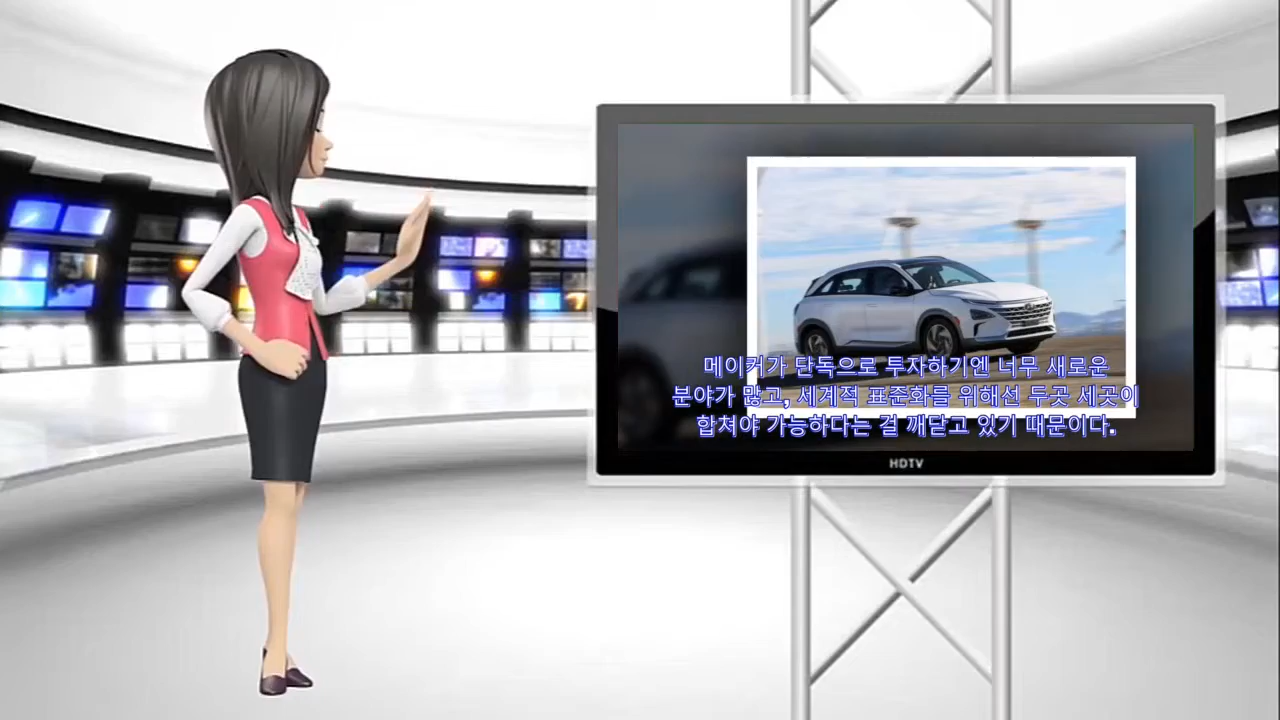 메이커가 단독으로 투자하기엔 너무 새로운
분야가 많고, 세계적 표준화를 위해선 두곳 세곳이
합쳐야 가능하다는 걸 깨닫고 있기 때문이다.
HDTV